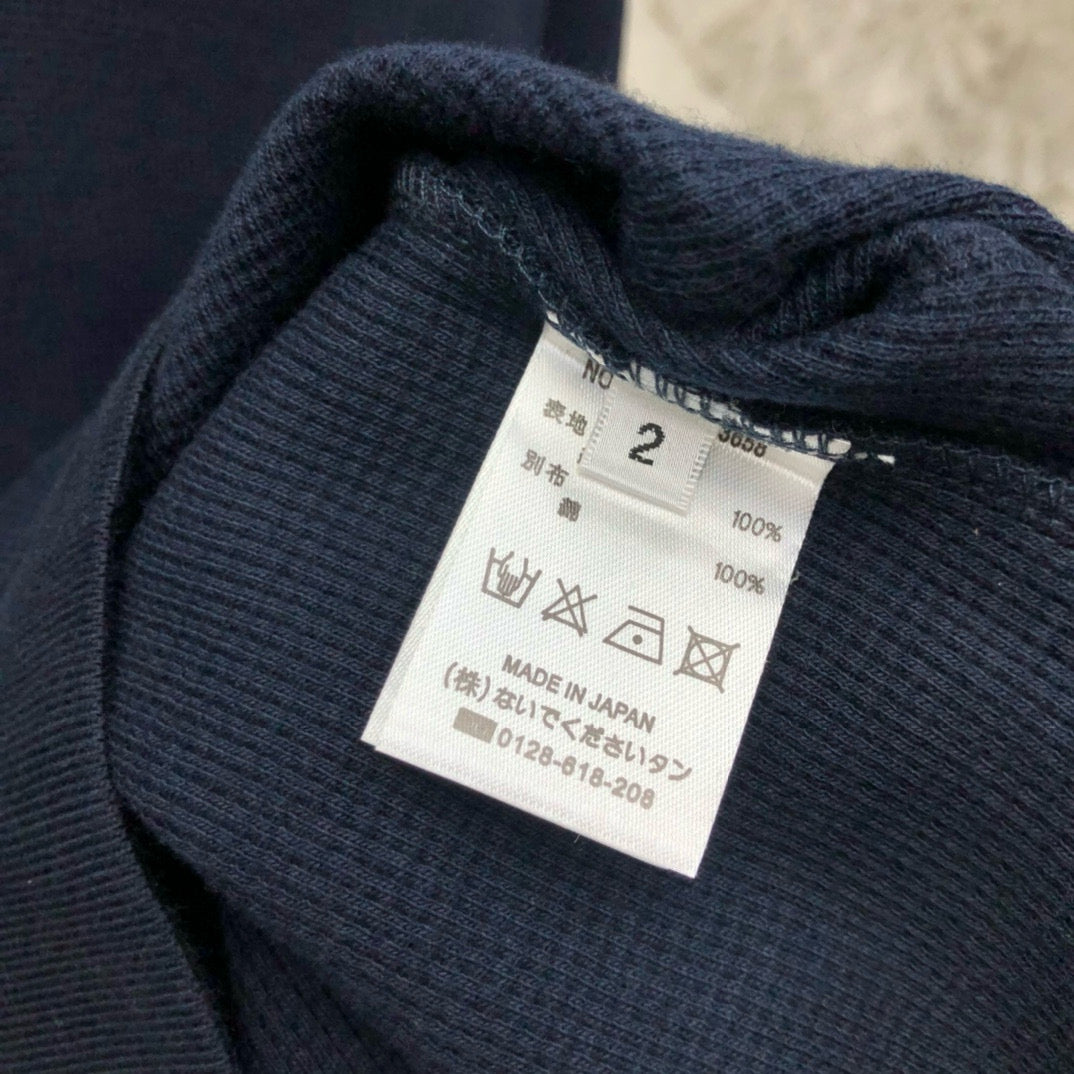 NO
2
3658
表地
別布
綿
100%
100%
MADE IN JAPAN
(株)ないでくださいタン
0128-618-208